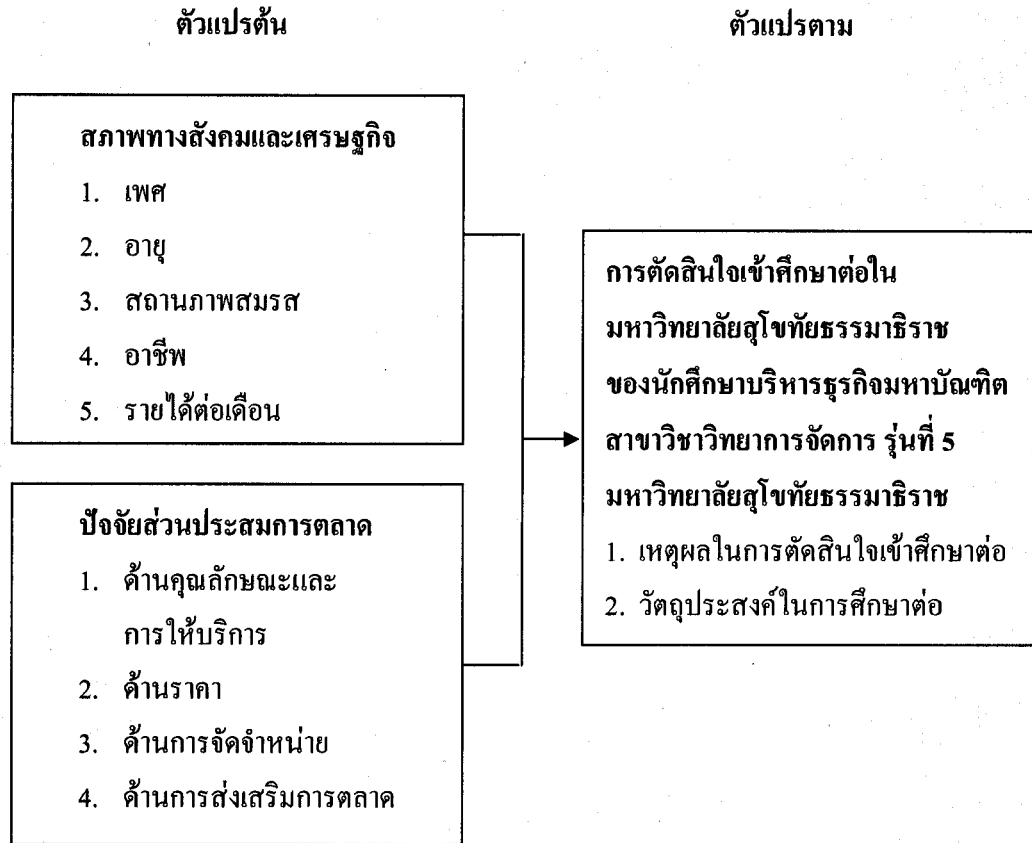 ตัวแปรต้น
ตัวแปรตาม
สภาพทางสังคมและเศรษฐกิจ
1. เพศ
2. อายุ
3. สถานภาพสมรส
4. อาชีพ
5. รายได้ต่อเดือน
ปัจจัยส่วนประสมการตลาด
1. ด้านคุณลักษณะและ
การให้บริการ
2. ด้านราคา
3. ด้านการจัดจำหน่าย
4. ด้านการส่งเสริมการตลาด
การตัดสินใจเข้าศึกษาต่อใน
มหาวิทยาลัยสุโขทัยธรรมาธิราช
ของนักศึกษาบริหารธุรกิจมหาบัณฑิต
สาขาวิชาวิทยาการจัดการ รุ่นที่ 5
มหาวิทยาลัยสุโขทัยธรรมาธิราช
1. เหตุผลในการตัดสินใจเข้าศึกษาต่อ
2. วัตถุประสงค์ในการศึกษาต่อ